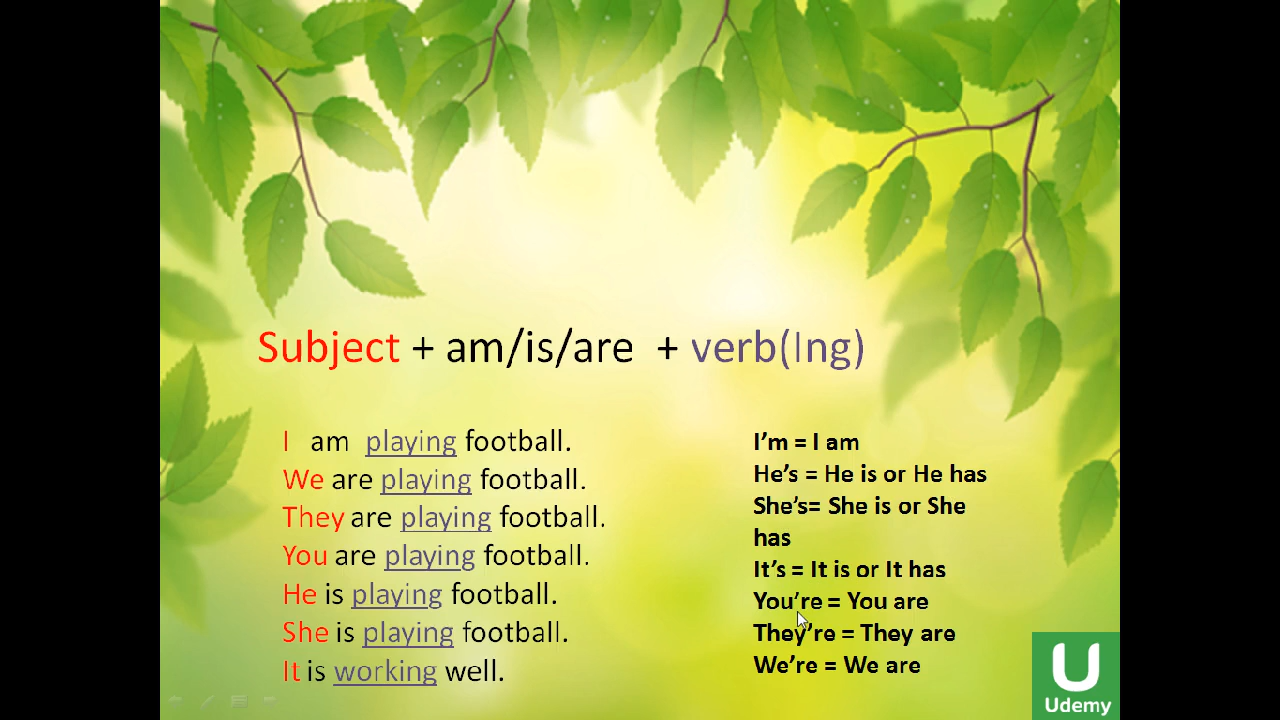 Subject + am/is/are + verb(Ing)
I am playing football.
We are playing football.
They are playing football.
You are playing football.
He is playing football.
She is playing football.
It is working well.
I’m = I am
He’s = He is or He has
She’s= She is or She
has
It’s = It is or It has
You’re = You are
They’re = They are
We’re = We are
U
Udemy